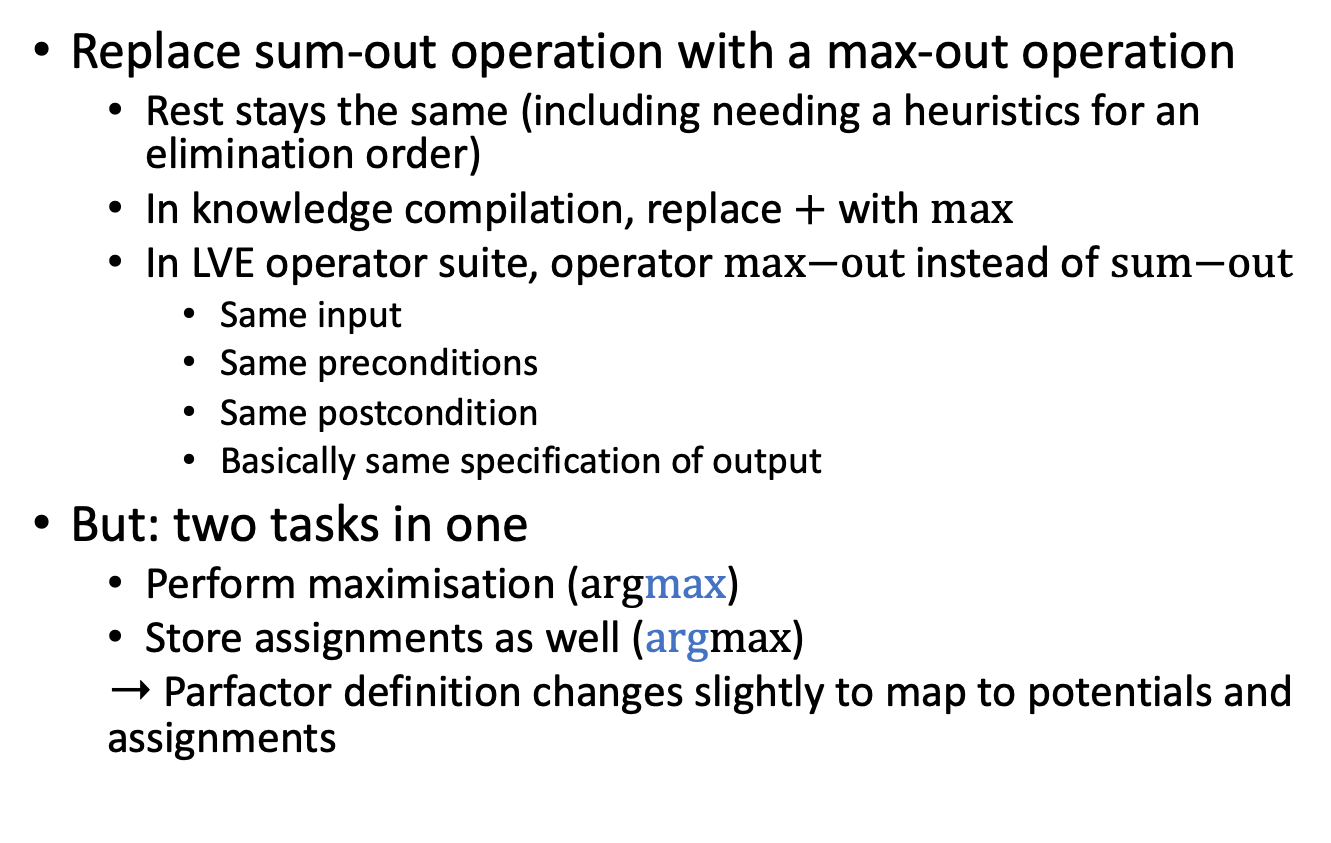 • Replace sum-out operation with a max-out operation
• Rest stays the same (including needing a heuristics for an
elimination order)
• In knowledge compilation, replace + with max
• In LVE operator suite, operator max−out instead of sum−out
• Same input
• Same preconditions
• Same postcondition
• Basically same specification of output
• But: two tasks in one
• Perform maximisation (argmax)
• Store assignments as well (argmax)
→ Parfactor definition changes slightly to map to potentials and
assignments